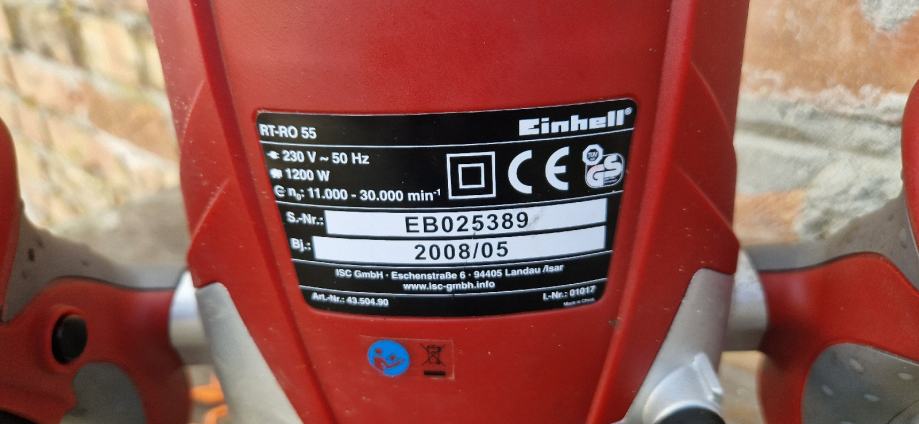 RT-RO 55
Einhell®
230 V ~ 50 Hz
1200 W
n₀: 11.000 - 30.000 min⁻¹
CE
TÜV
GS
S.-Nr.: EB025389
Bj.: 2008/05
ISC GmbH · Eschenstraße 6 · 94405 Landau /Isar
www.isc-gmbh.info
Art.-Nr.: 43.504.90
I.-Nr.: 01017
Made in China